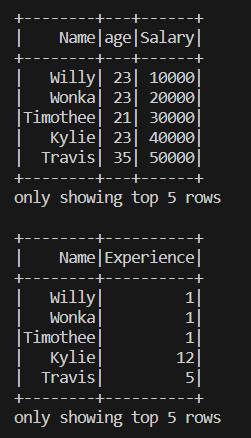 +--------+---+------+
|    Name|age|Salary|
+--------+---+------+
|   Willy| 23| 10000|
|   Wonka| 23| 20000|
|Timothee| 21| 30000|
|   Kylie| 23| 40000|
|  Travis| 35| 50000|
+--------+---+------+
only showing top 5 rows

+--------+----------+
|    Name|Experience|
+--------+----------+
|   Willy|         1|
|   Wonka|         1|
|Timothee|         1|
|   Kylie|        12|
|  Travis|         5|
+--------+----------+
only showing top 5 rows